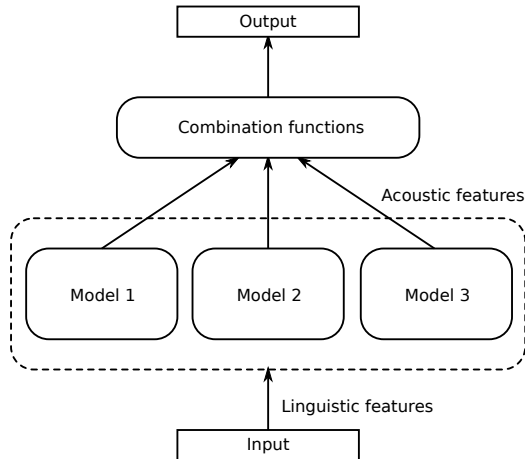 Output
Combination functions
Acoustic features
Model 1
Model 2
Model 3
Linguistic features
Input